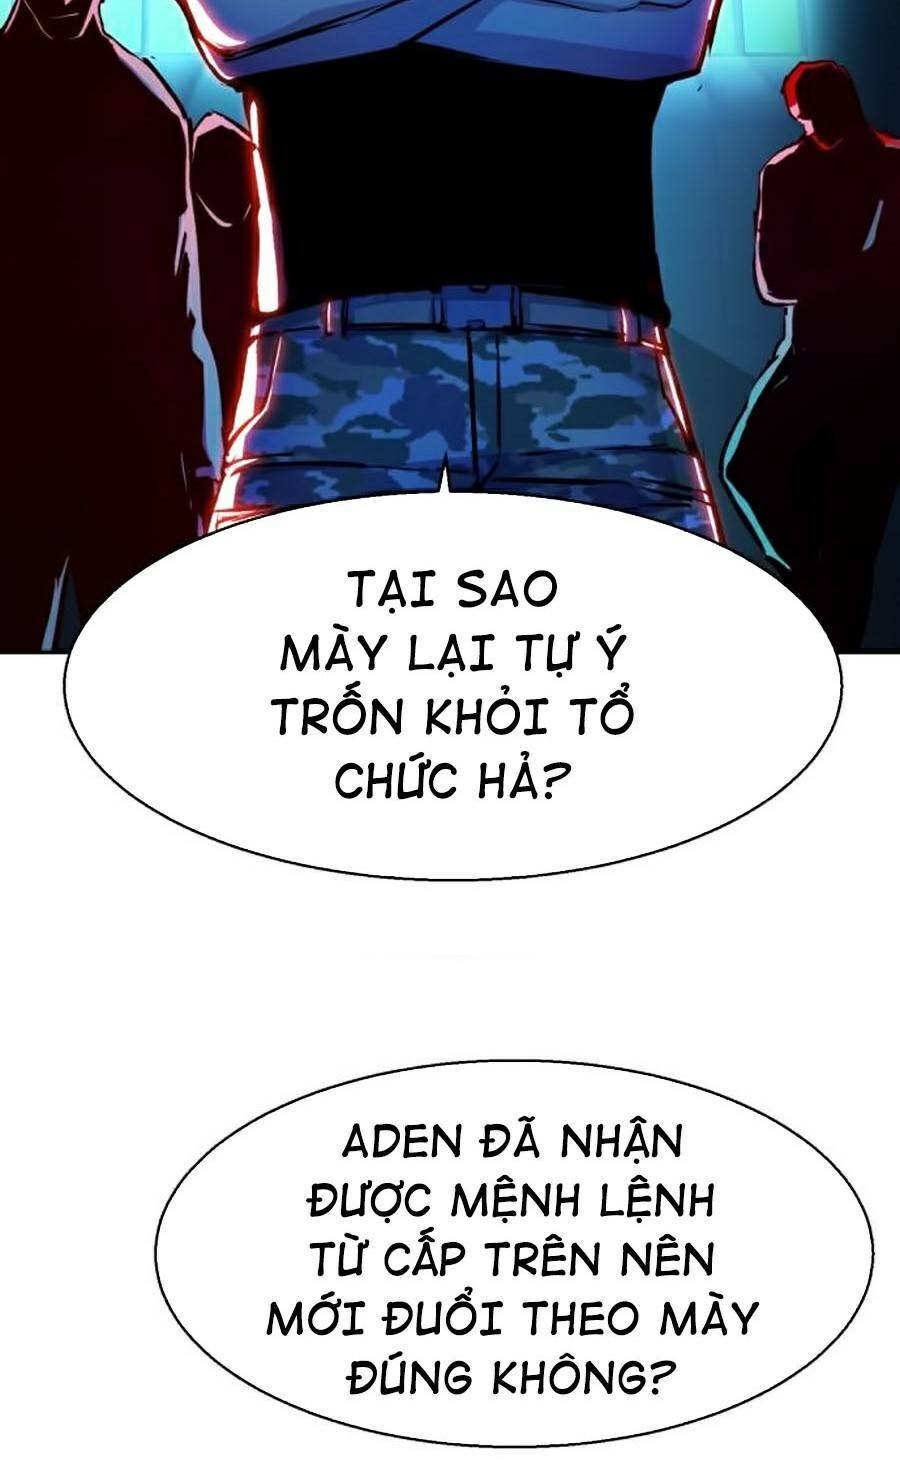 TẠI SAO
MÀY LẠI TỰ Ý
TRỐN KHỎI TỔ
CHỨC HẢ?
ADEN ĐÃ NHẬN
ĐƯỢC MỆNH LỆNH
TỪ CẤP TRÊN NÊN
MỚI ĐUỔI THEO MÀY
ĐÚNG KHÔNG?